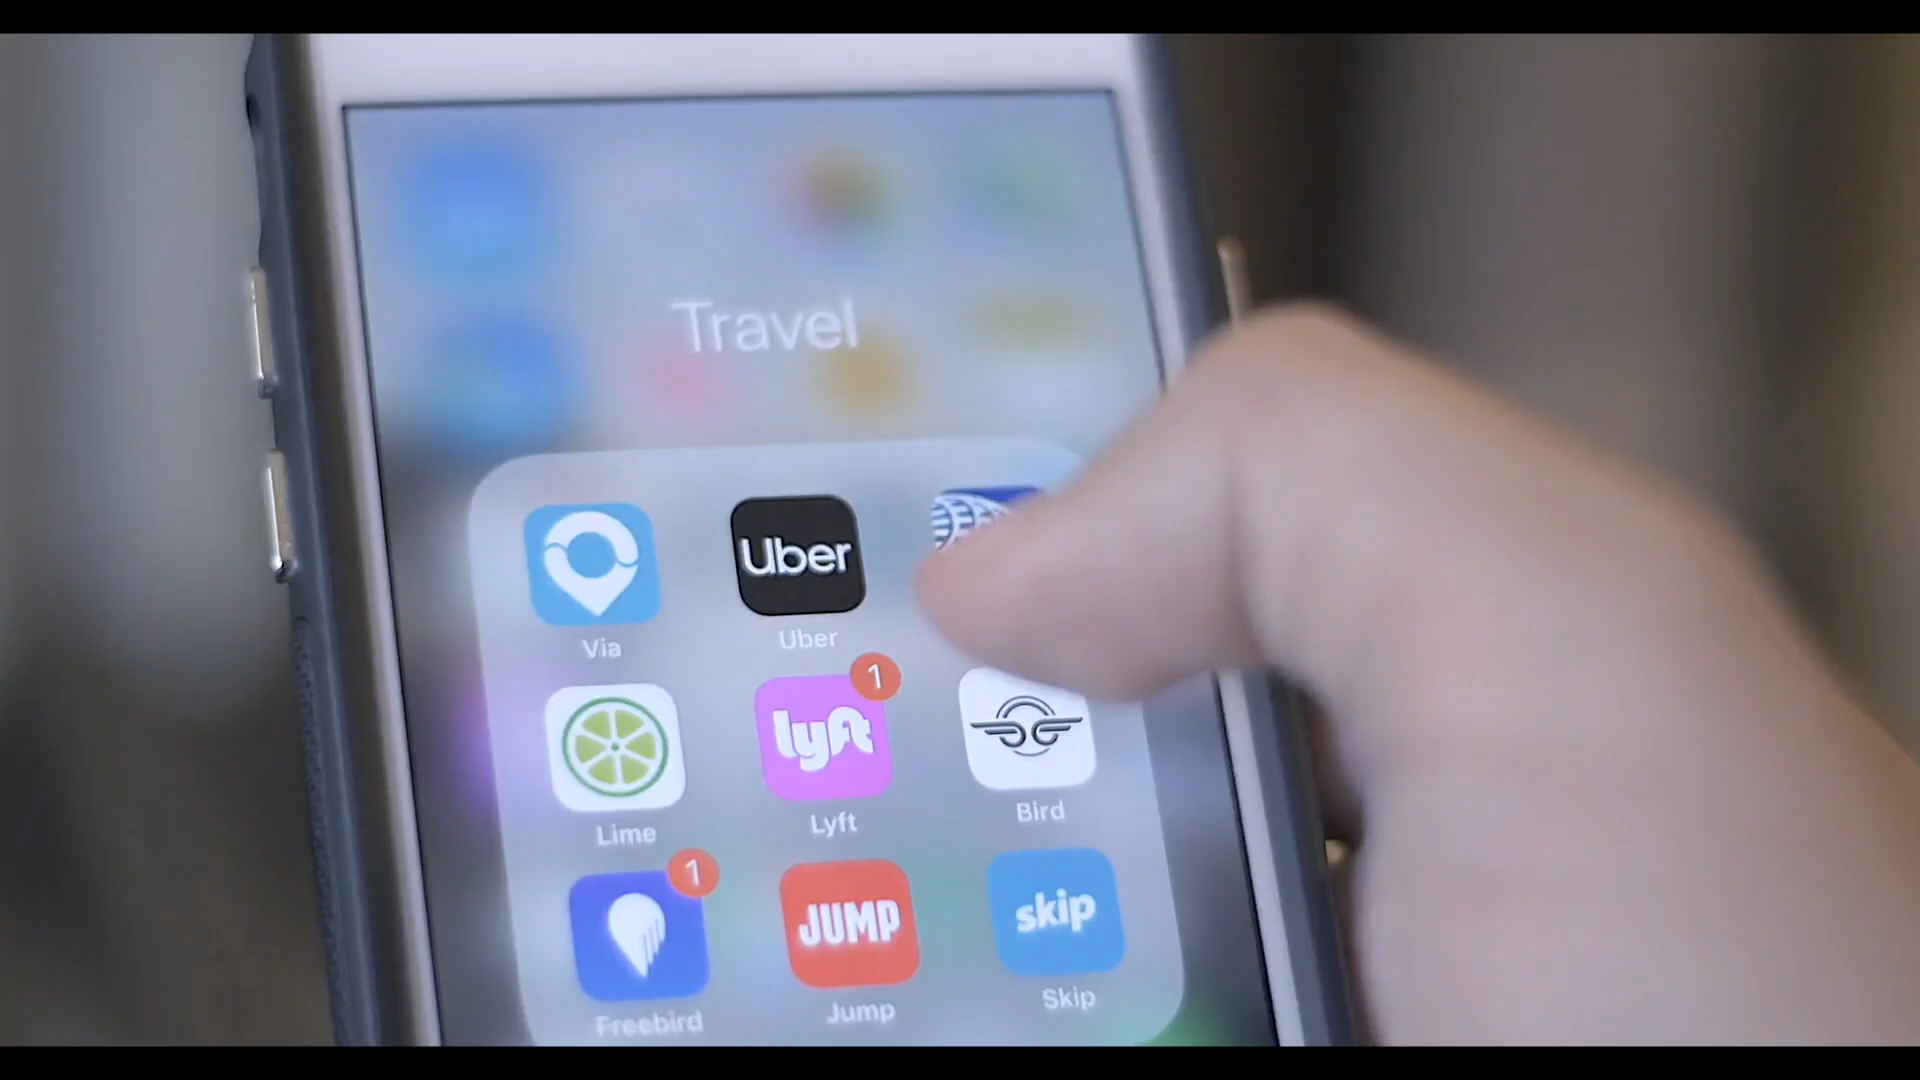 Travel
Uber
Via
Uber
1
lyft
Lime
Lyft
Bird
1
JUMP
skip
Freebird
Jump
Skip